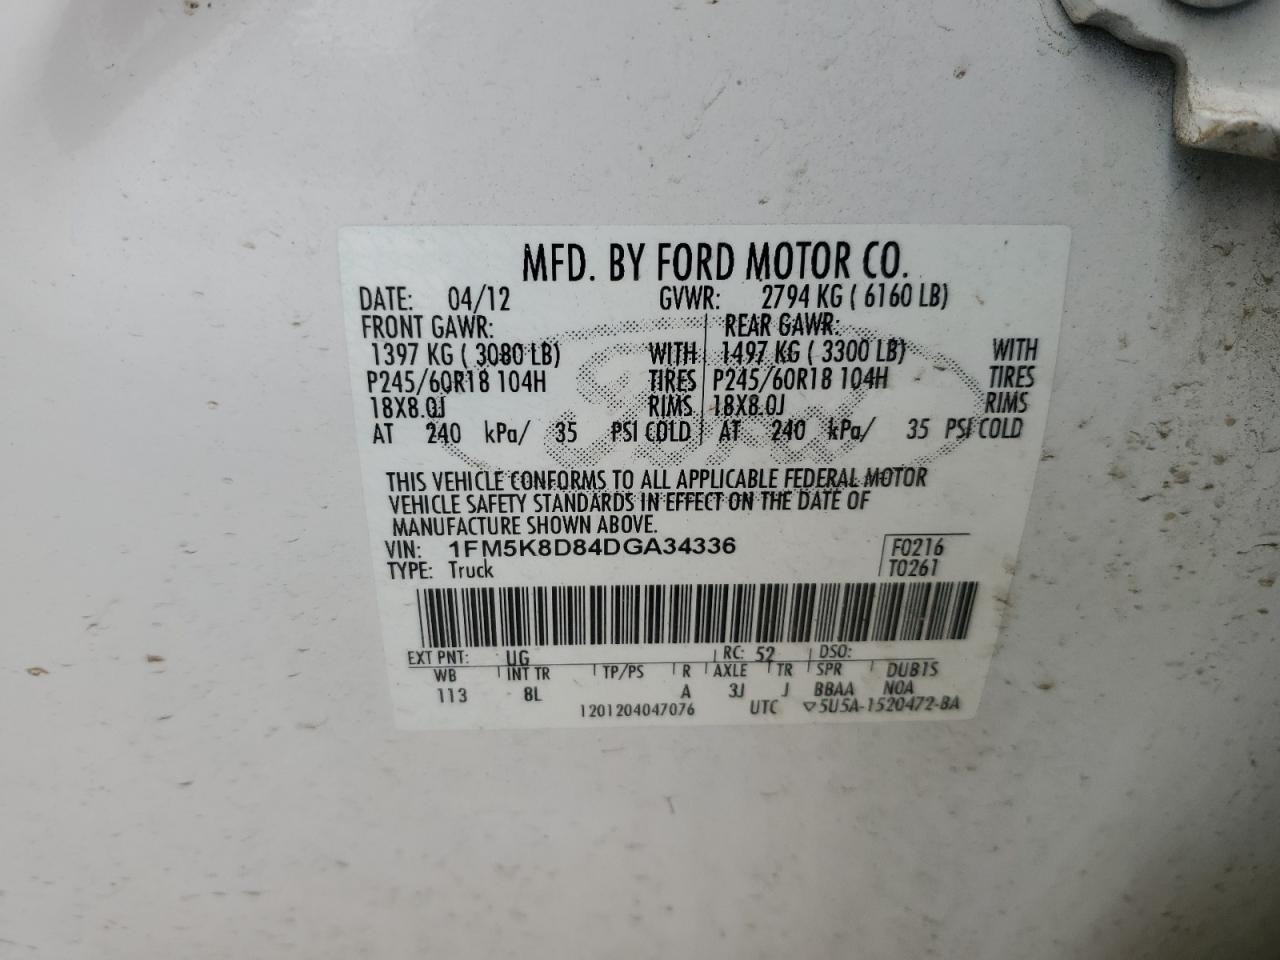 MFD. BY FORD MOTOR CO.
DATE: 04/12 GVWR: 2794 KG ( 6160 LB)
FRONT GAWR: REAR GAWR:
1397 KG ( 3080 LB) WITH 1497 KG ( 3300 LB) WITH
P245/60R18 104H TIRES P245/60R18 104H TIRES
18X8.0J RIMS 18X8.0J RIMS
AT 240 kPa/ 35 PSI COLD AT 240 kPa/ 35 PSI COLD
THIS VEHICLE CONFORMS TO ALL APPLICABLE FEDERAL MOTOR
VEHICLE SAFETY STANDARDS IN EFFECT ON THE DATE OF
MANUFACTURE SHOWN ABOVE.
VIN: 1FM5K8D84DGA34336 F0216
TYPE: Truck T0261
EXT PNT: UG RC: 52 DSO:
WB INT TR TP/PS R AXLE TR SPR DUB1S
113 8L A 3J J BBAA NOA
1201204047076 UTC ▽5U5A-1520472-BA